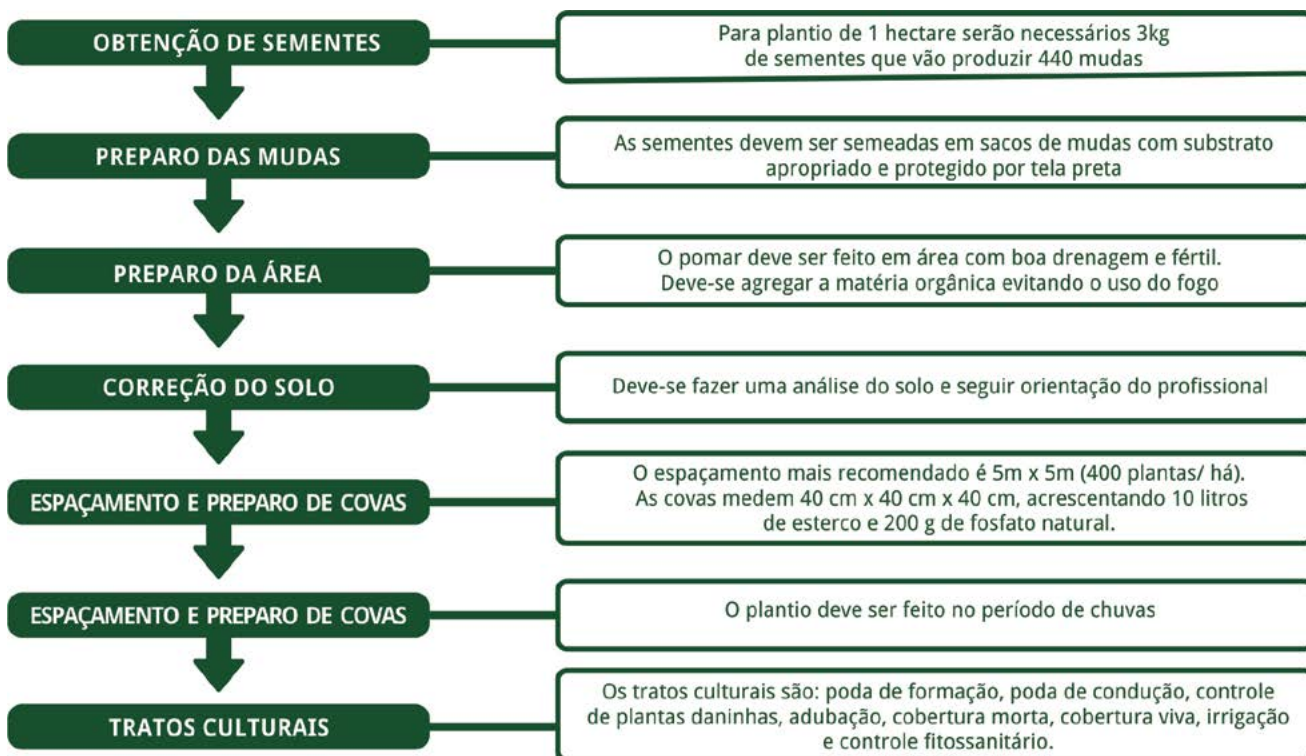 OBTENÇÃO DE SEMENTES
Para plantio de 1 hectare serão necessários 3kg
de sementes que vão produzir 440 mudas
PREPARO DAS MUDAS
As sementes devem ser semeadas em sacos de mudas com substrato
apropriado e protegido por tela preta
PREPARO DA ÁREA
O pomar deve ser feito em área com boa drenagem e fértil.
Deve-se agregar a matéria orgânica evitando o uso do fogo
CORREÇÃO DO SOLO
Deve-se fazer uma análise do solo e seguir orientação do profissional
ESPAÇAMENTO E PREPARO DE COVAS
O espaçamento mais recomendado é 5m x 5m (400 plantas/ há).
As covas medem 40 cm x 40 cm x 40 cm, acrescentando 10 litros
de esterco e 200 g de fosfato natural.
ESPAÇAMENTO E PREPARO DE COVAS
O plantio deve ser feito no período de chuvas
TRATOS CULTURAIS
Os tratos culturais são: poda de formação, poda de condução, controle
de plantas daninhas, adubação, cobertura morta, cobertura viva, irrigação
e controle fitossanitário.